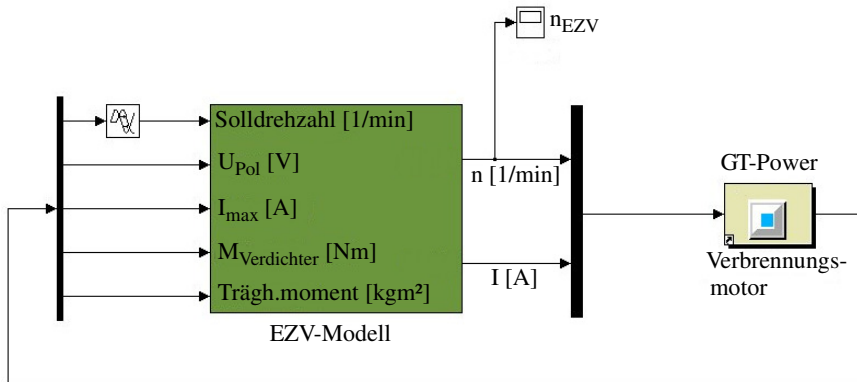 n_EZV
Solldrehzahl [1/min]
U_Pol [V]
I_max [A]
M_Verdichter [Nm]
Trägh.moment [kgm²]
EZV-Modell
n [1/min]
I [A]
GT-Power
Verbrennungs-
motor